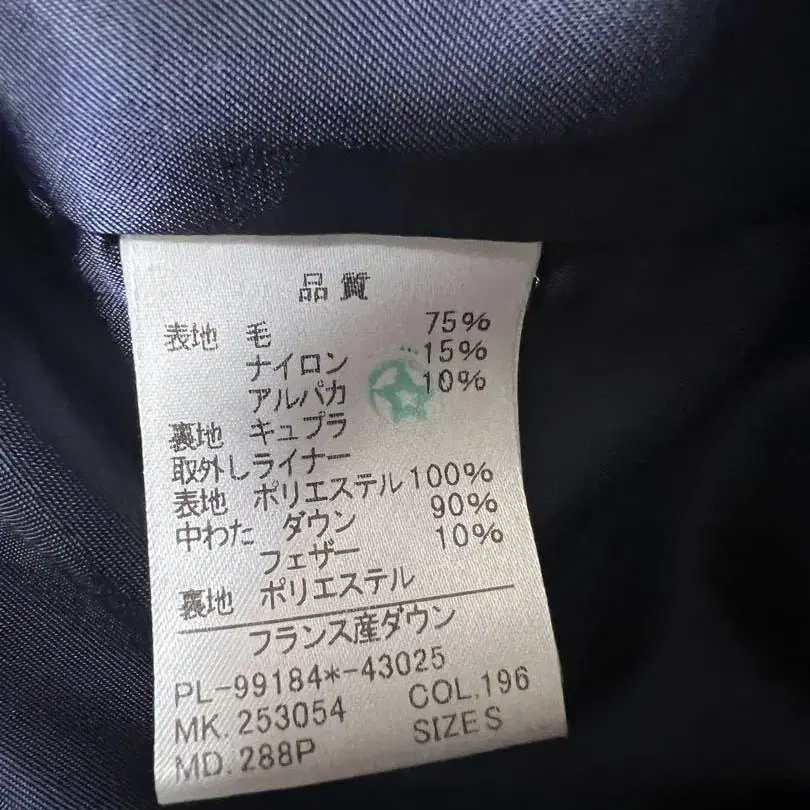 品質
表地 毛 75%
ナイロン 15%
アルパカ 10%
裏地 キュプラ
取外しライナー
表地 ポリエステル 100%
中わた ダウン 90%
フェザー 10%
裏地 ポリエステル
フランス産ダウン
PL-99184*-43025
MK.253054 COL.196
MD.288P SIZE S